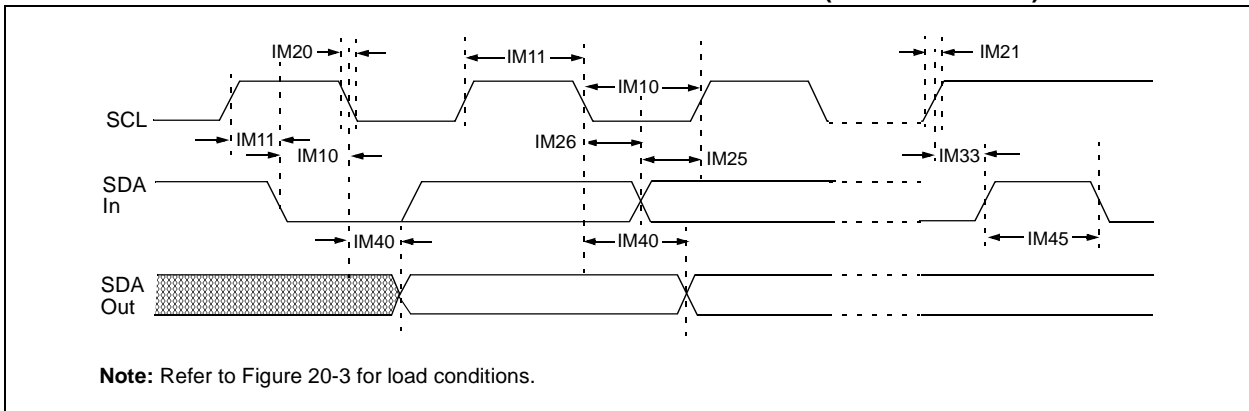 IM20
IM11
IM21
IM10
SCL
IM11
IM26
IM10
IM25
IM33
SDA
In
IM40
IM40
IM45
SDA
Out
Note: Refer to Figure 20-3 for load conditions.